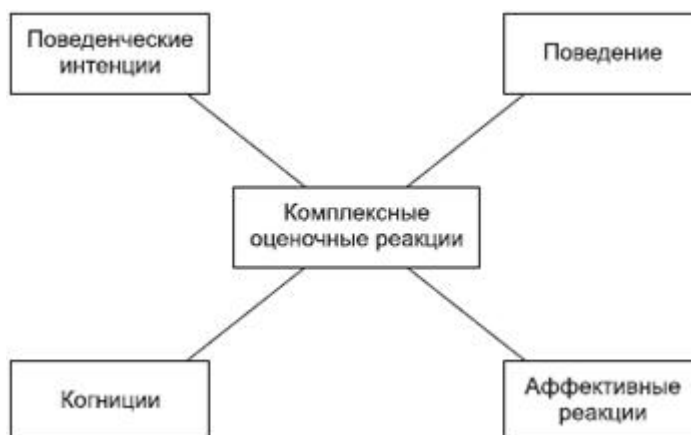 Поведенческие
интенции
Поведение
Комплексные
оценочные реакции
Когниции
Аффективные
реакции